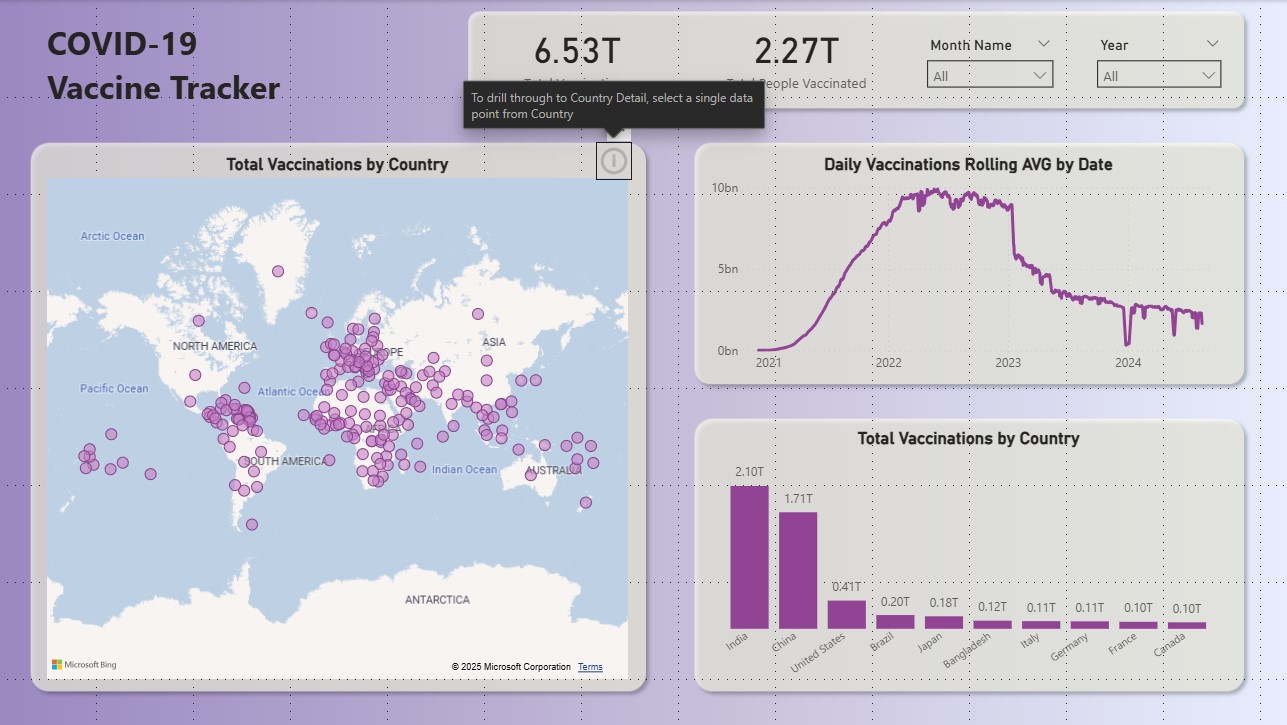 COVID-19
Vaccine Tracker
6.53T
2.27T
People Vaccinated
Month Name
All
Year
All
To drill through to Country Detail, select a single data
point from Country
Total Vaccinations by Country
Arctic Ocean
NORTH AMERICA
ASIA
Pacific Ocean
Atlantic Ocean
SOUTH AMERICA
Indian Ocean
AUSTRALIA
ANTARCTICA
Microsoft Bing
© 2025 Microsoft Corporation
Terms
Daily Vaccinations Rolling AVG by Date
10bn
5bn
0bn
2021
2022
2023
2024
Total Vaccinations by Country
2.10T
1.71T
0.41T
0.20T
0.18T
0.12T
0.11T
0.11T
0.10T
0.10T
India
China
United States
Brazil
Japan
Bangladesh
Italy
Germany
France
Canada